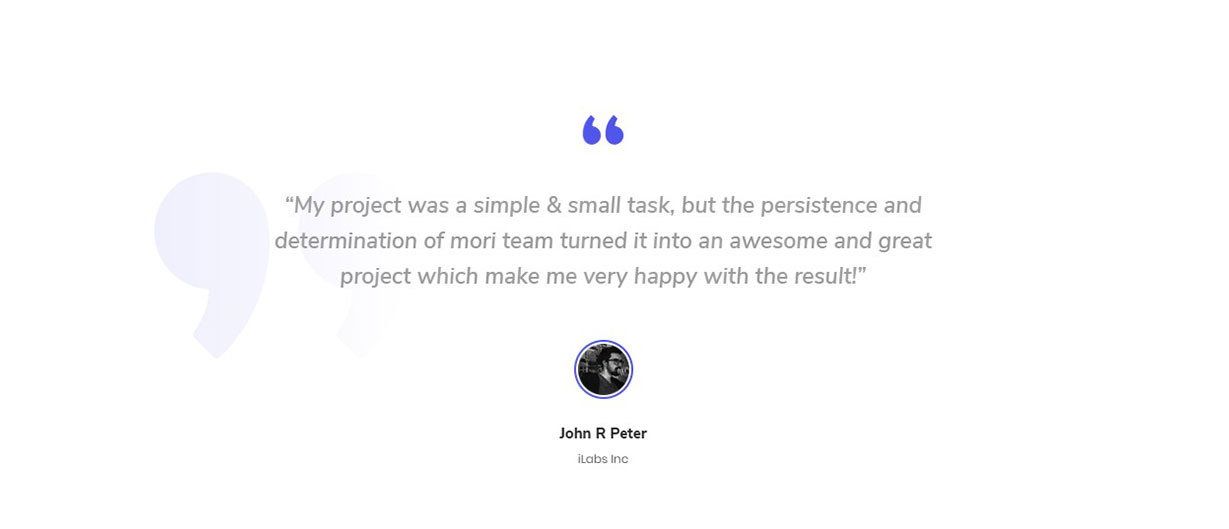 “My project was a simple & small task, but the persistence and
determination of mori team turned it into an awesome and great
project which make me very happy with the result!”
John R Peter
iLabs Inc